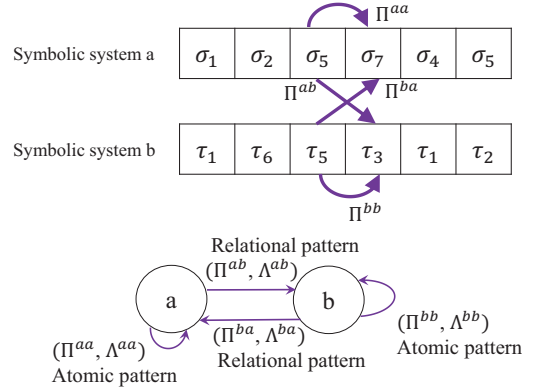 Π^{aa}
Symbolic system a
σ₁ σ₂ σ₅ σ₇ σ₄ σ₅
Π^{ab} Π^{ba}
Symbolic system b
τ₁ τ₆ τ₅ τ₃ τ₁ τ₂
Π^{bb}
Relational pattern
(Π^{ab}, Λ^{ab})
a b
(Π^{ba}, Λ^{ba})
Relational pattern
(Π^{aa}, Λ^{aa})
Atomic pattern
(Π^{bb}, Λ^{bb})
Atomic pattern